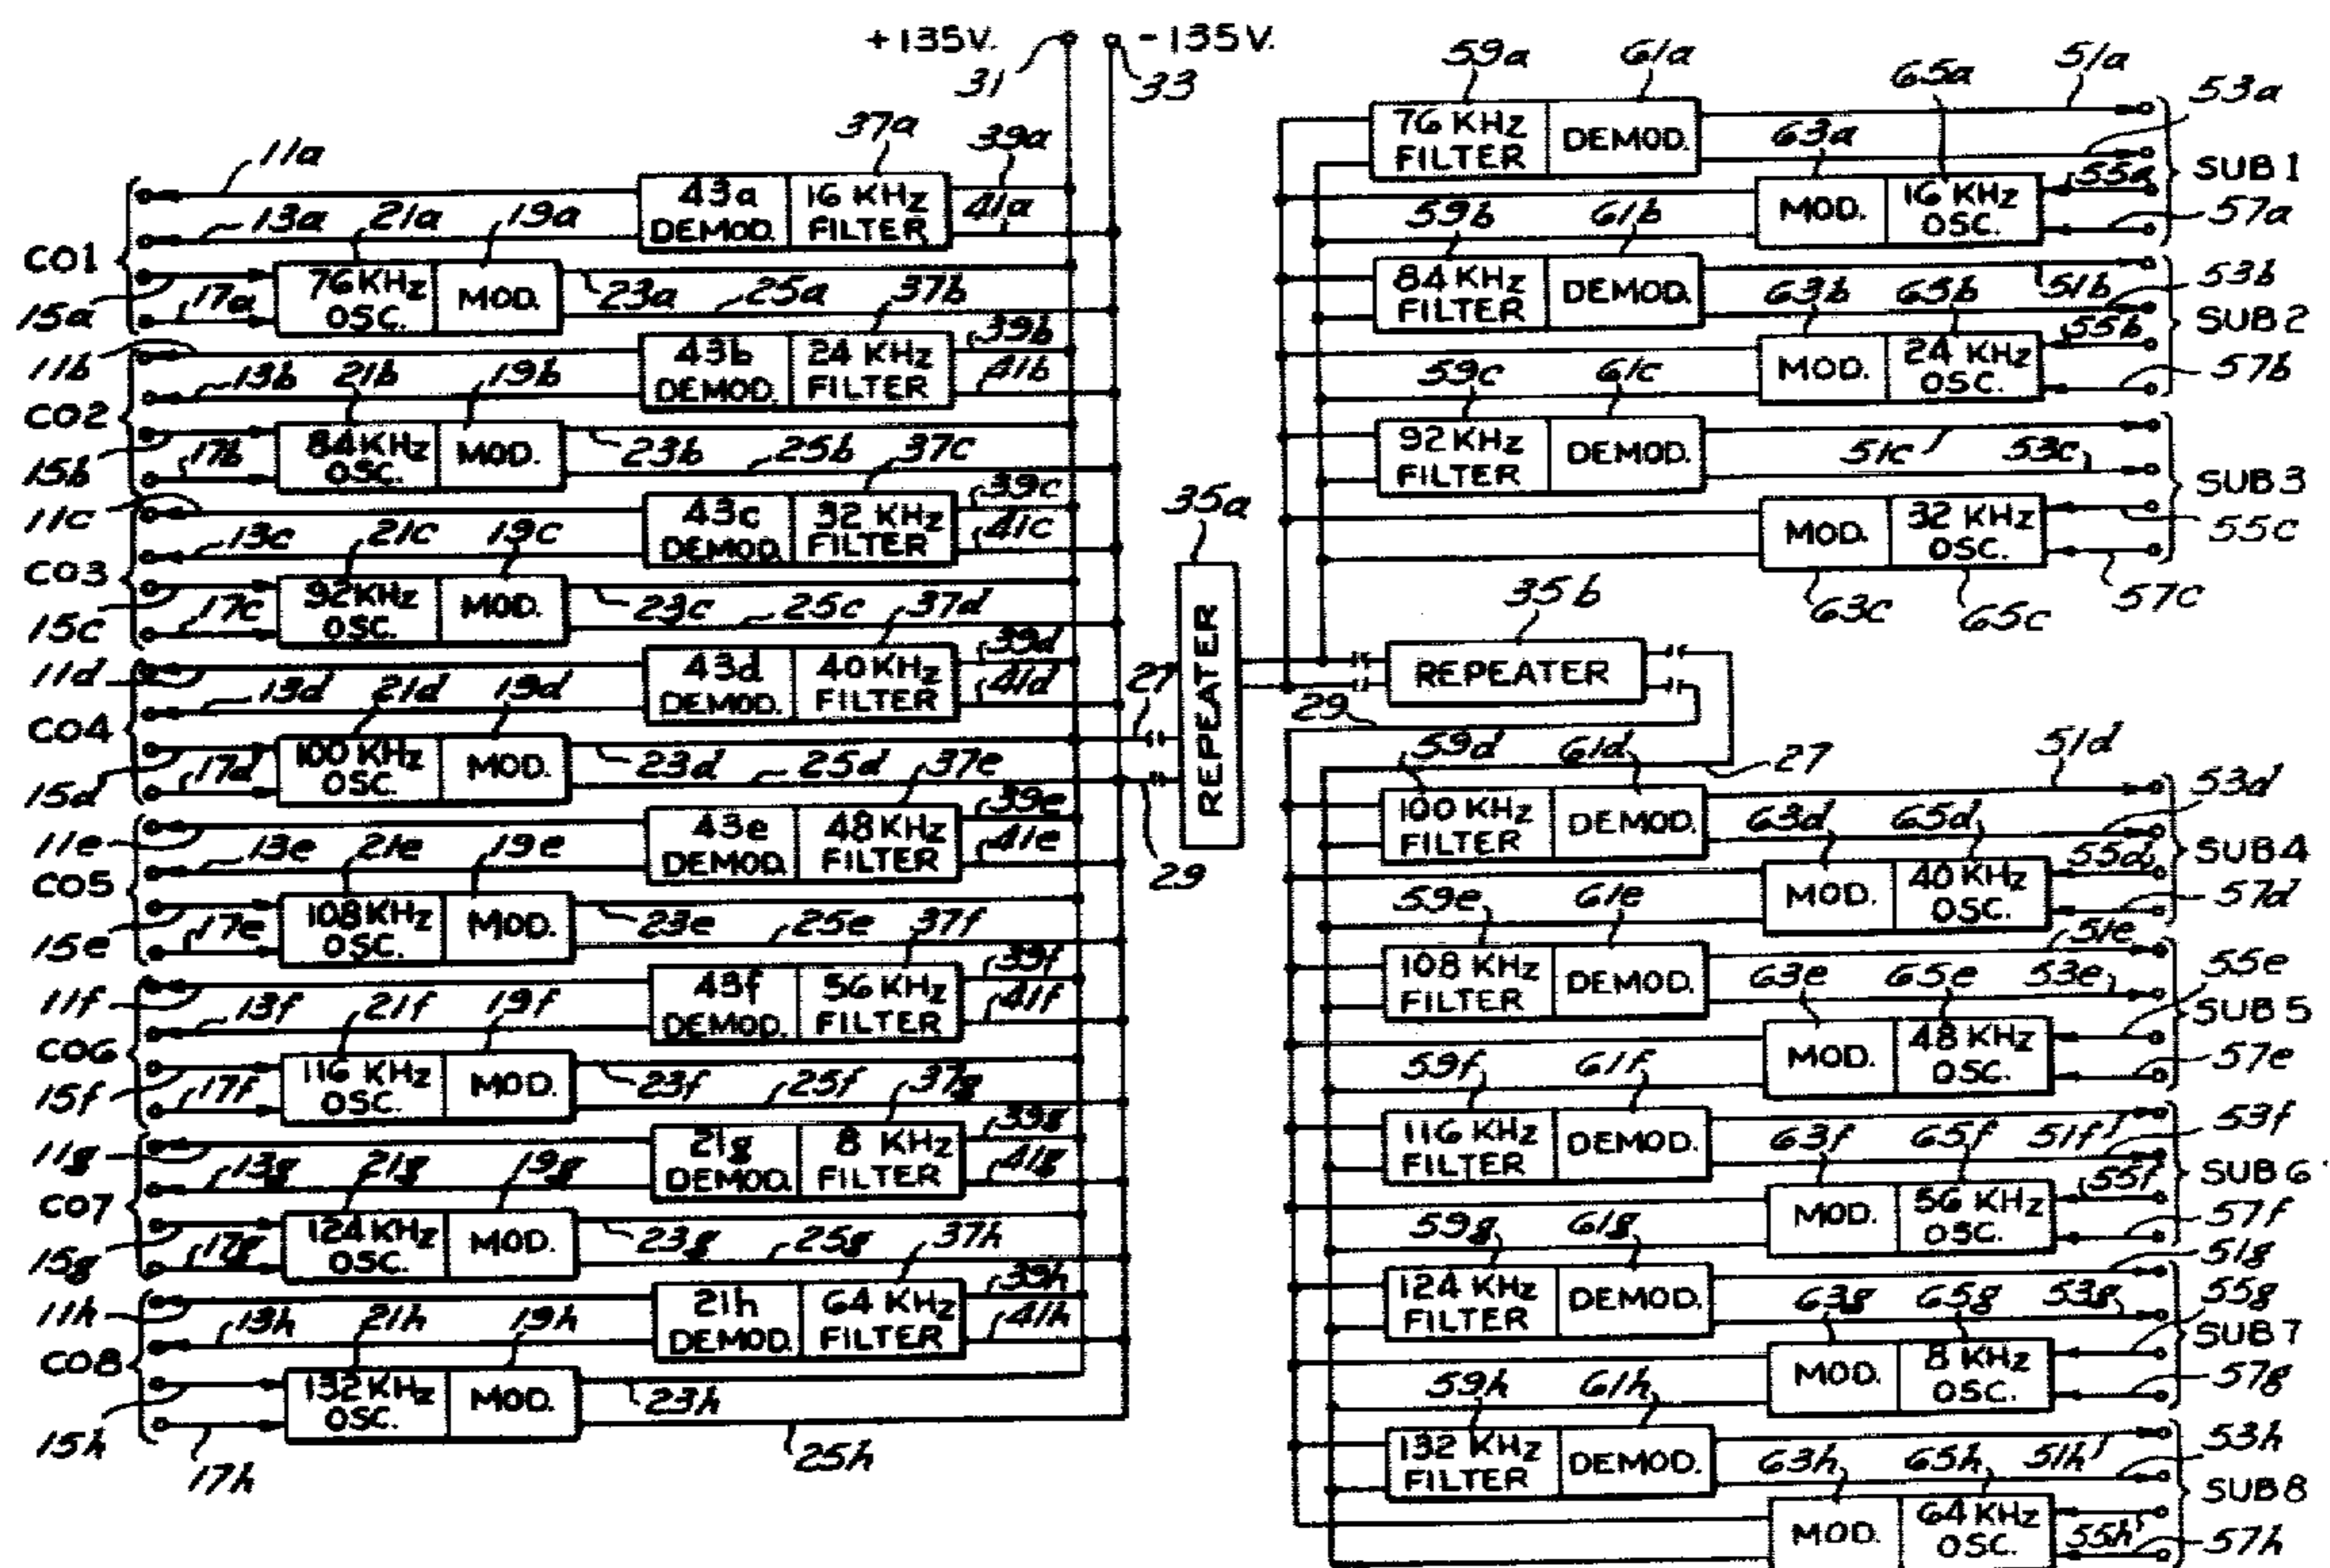 +135V.
-135V.
31
33
11a
37a
39a
43a
DEMOD.
16 KHz
FILTER
41a
13a
21a
19a
CO1
76 KHz
OSC.
MOD.
15a
17a
23a
25a
37b
11b
43b
DEMOD.
24 KHz
FILTER
39b
41b
13b
21b
19b
CO2
84 KHz
OSC.
MOD.
15b
17b
23b
25b
37c
11c
43c
DEMOD.
32 KHz
FILTER
39c
41c
13c
21c
19c
CO3
92 KHz
OSC.
MOD.
15c
17c
23c
25c
37d
11d
43d
DEMOD.
40 KHz
FILTER
39d
41d
13d
21d
19d
CO4
100 KHz
OSC.
MOD.
15d
17d
23d
25d
37e
11e
43e
DEMOD.
48 KHz
FILTER
39e
41e
13e
21e
19e
CO5
108 KHz
OSC.
MOD.
15e
17e
23e
25e
37f
11f
43f
DEMOD.
56 KHz
FILTER
39f
41f
13f
21f
19f
CO6
116 KHz
OSC.
MOD.
15f
17f
23f
25f
37g
11g
21g
DEMOD.
8 KHz
FILTER
39g
41g
13g
21g
19g
CO7
124 KHz
OSC.
MOD.
15g
17g
23g
25g
37h
11h
21h
DEMOD.
64 KHz
FILTER
39h
41h
13h
21h
19h
CO8
132 KHz
OSC.
MOD.
15h
17h
23h
25h
27
29
35a
REPEATER
35b
REPEATER
29
27
59a
61a
65a
51a
53a
76 KHz
FILTER
DEMOD.
63a
MOD.
16 KHz
OSC.
55a
57a
SUB 1
59b
61b
84 KHz
FILTER
DEMOD.
51b
53b
63b
65b
MOD.
24 KHz
OSC.
55b
57b
SUB 2
59c
61c
92 KHz
FILTER
DEMOD.
51c
53c
MOD.
32 KHz
OSC.
55c
57c
63c
65c
SUB 3
59d
61d
51d
53d
100 KHz
FILTER
DEMOD.
63d
65d
MOD.
40 KHz
OSC.
55d
57d
SUB 4
59e
61e
51e
53e
108 KHz
FILTER
DEMOD.
63e
65e
55e
MOD.
48 KHz
OSC.
57e
SUB 5
59f
61f
116 KHz
FILTER
DEMOD.
51f
53f
63f
65f
MOD.
56 KHz
OSC.
55f
57f
SUB 6
59g
61g
51g
124 KHz
FILTER
DEMOD.
63g
65g
53g
55g
MOD.
8 KHz
OSC.
57g
SUB 7
59h
61h
132 KHz
FILTER
DEMOD.
63h
65h
51h
53h
MOD.
64 KHz
OSC.
55h
57h
SUB 8